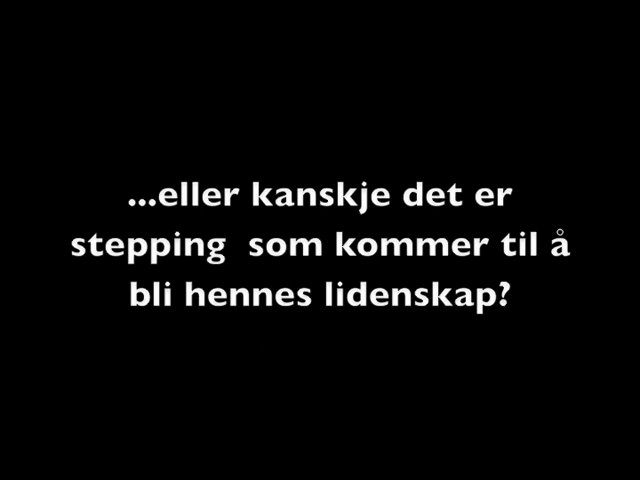 ...eller kanskje det er
stepping  som kommer til å
bli hennes lidenskap?